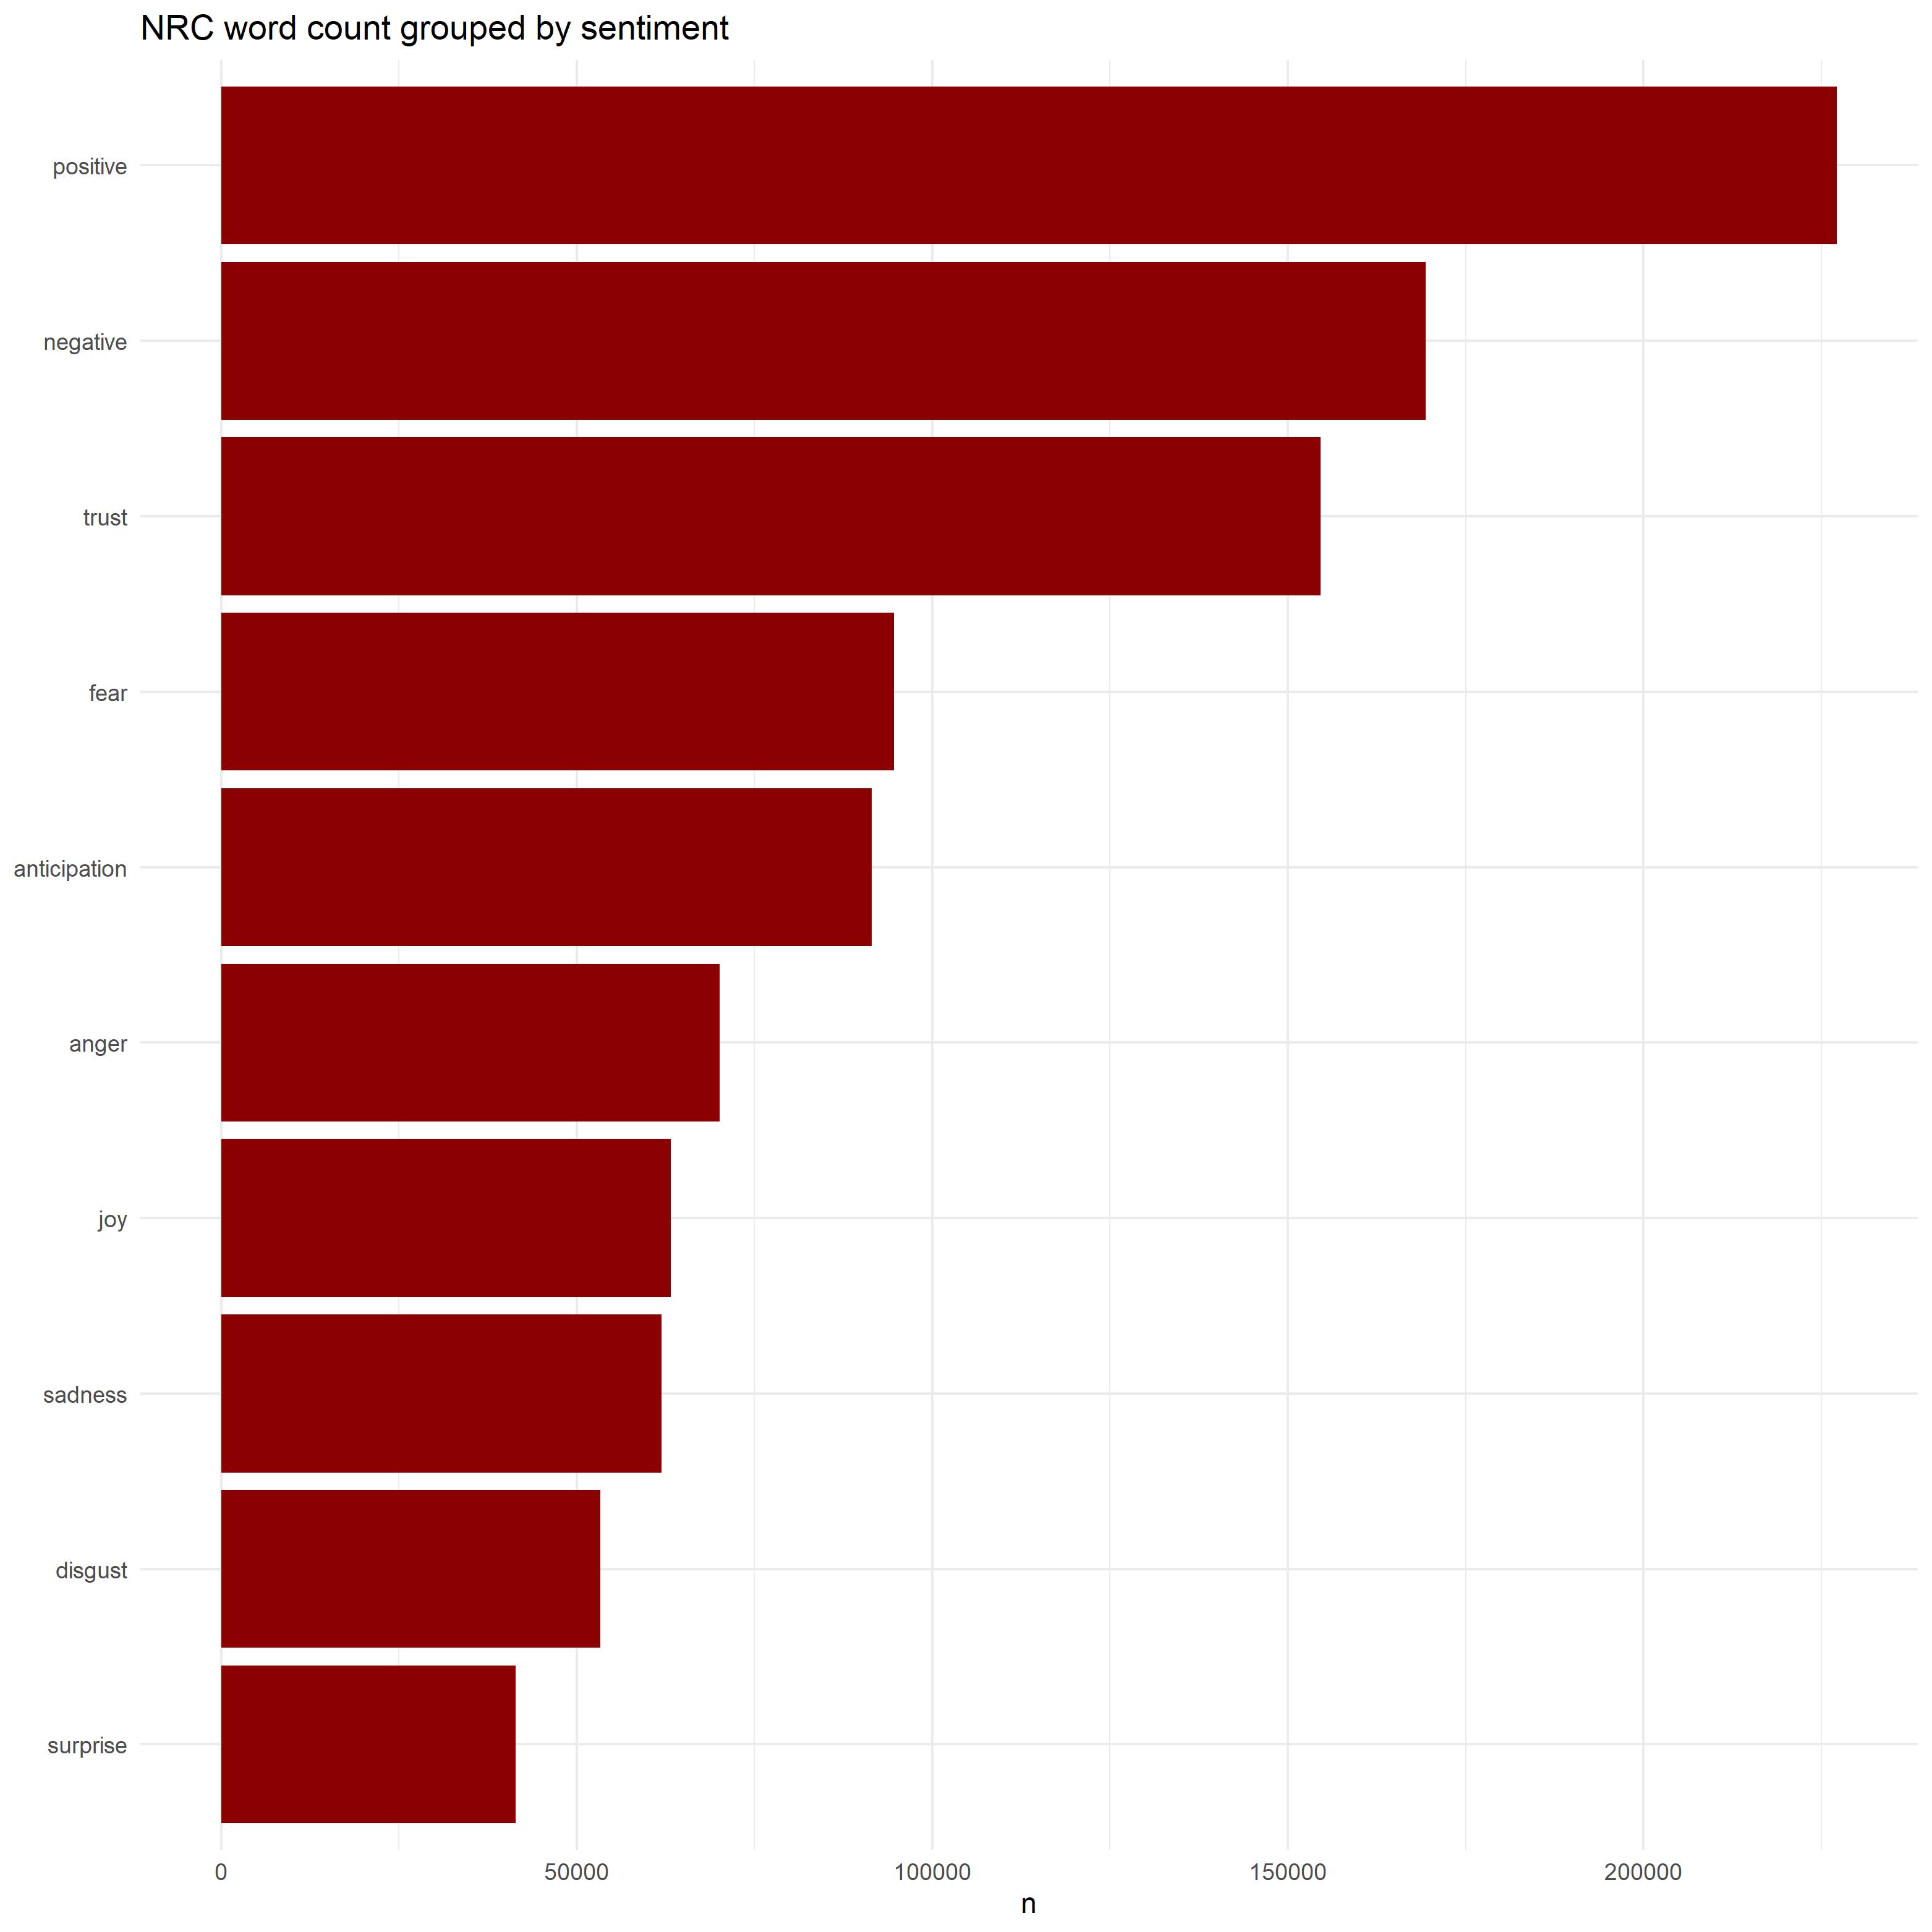 NRC word count grouped by sentiment
positive
negative
trust
fear
anticipation
anger
joy
sadness
disgust
surprise
0 50000 100000 150000 200000
n